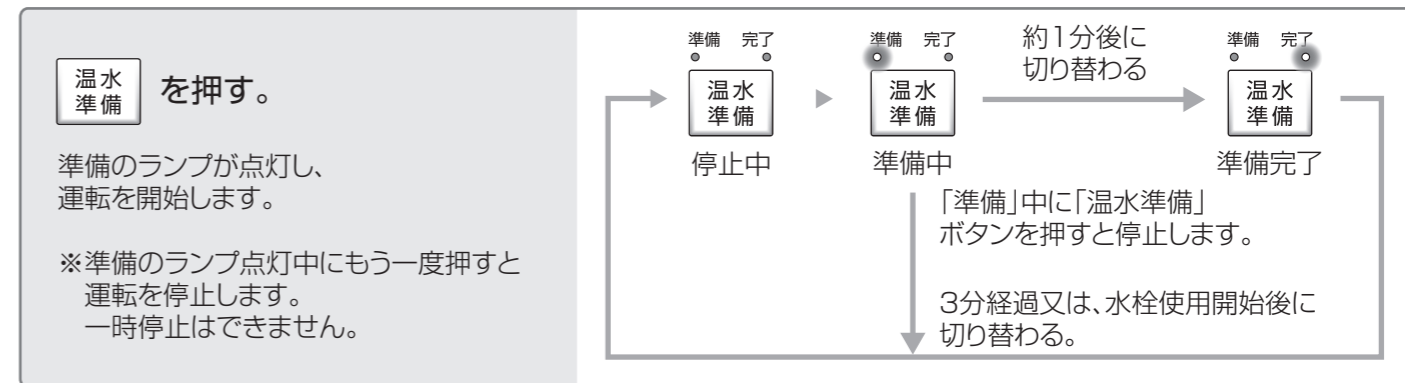 温水
準備
を押す。
準備のランプが点灯し、
運転を開始します。
※準備のランプ点灯中にもう一度押すと
運転を停止します。
一時停止はできません。
準備 完了
温水
準備
停止中
準備 完了
温水
準備
準備中
約1分後に
切り替わる
準備 完了
温水
準備
準備完了
「準備」中に「温水準備」
ボタンを押すと停止します。
3分経過又は、水栓使用開始後に
切り替わる。